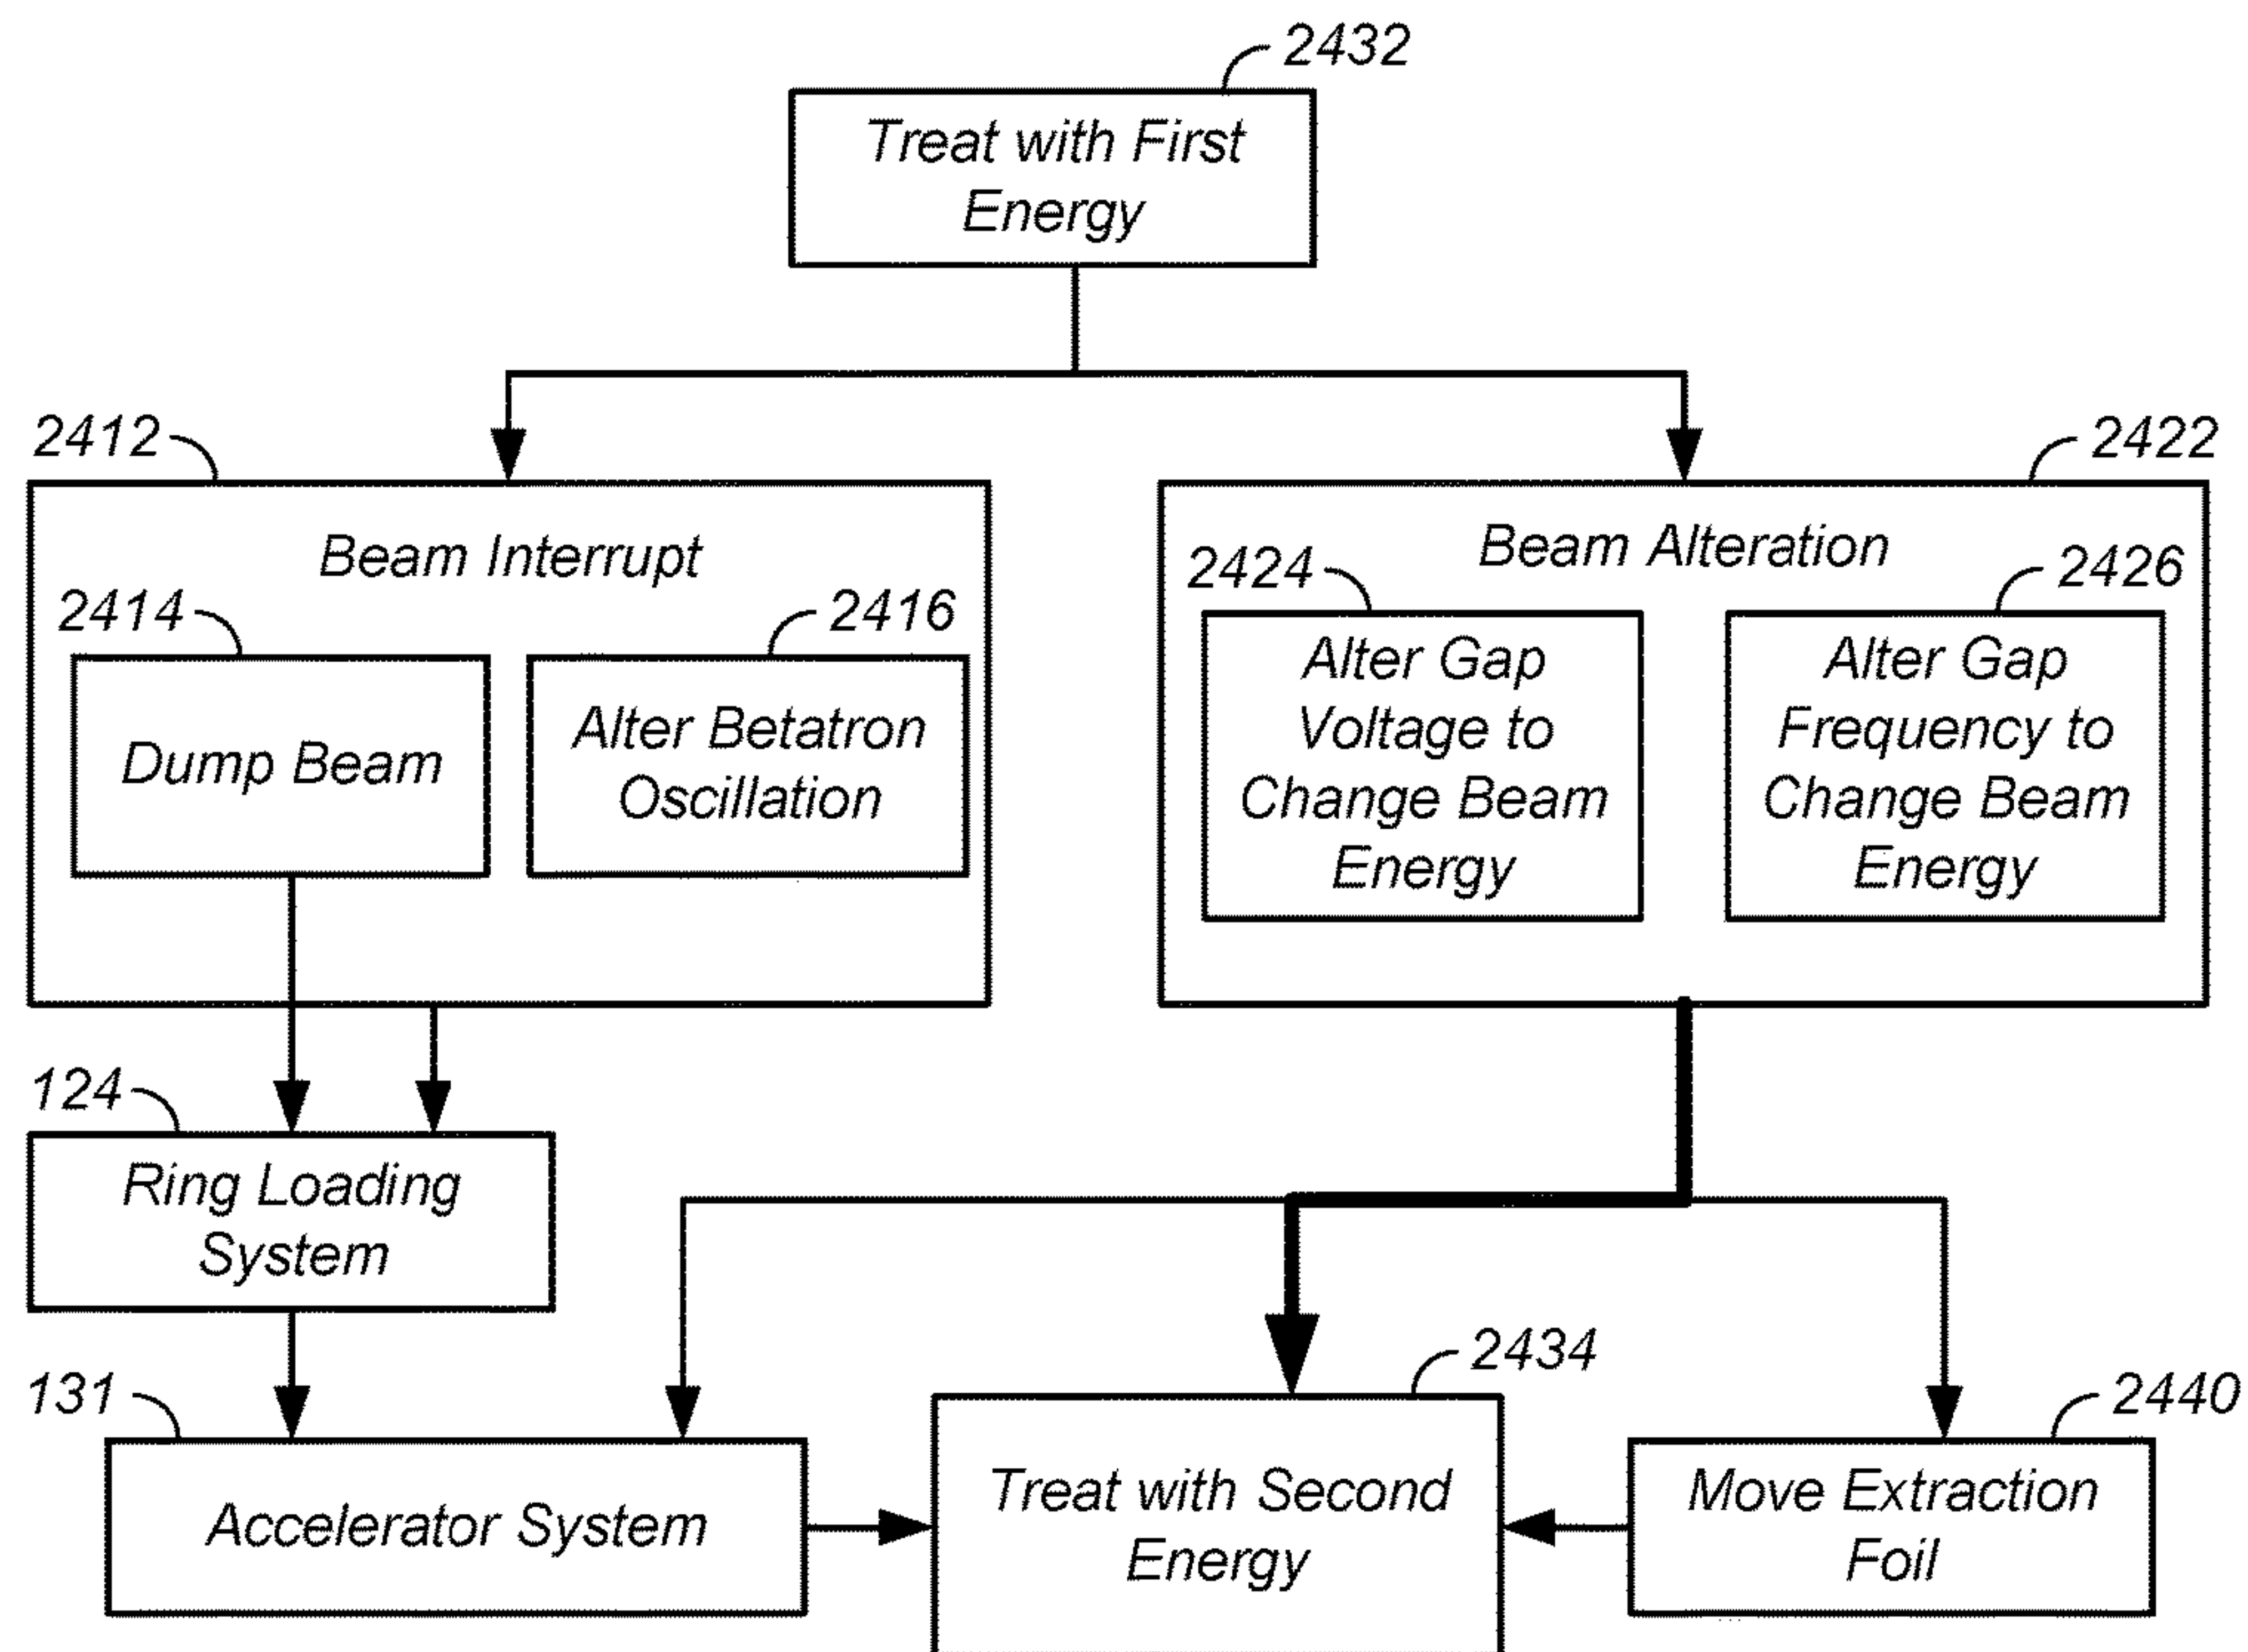 2432
Treat with First
Energy
2412
Beam Interrupt
2414
Dump Beam
2416
Alter Betatron
Oscillation
2422
Beam Alteration
2424
Alter Gap
Voltage to
Change Beam
Energy
2426
Alter Gap
Frequency to
Change Beam
Energy
124
Ring Loading
System
131
Accelerator System
2434
Treat with Second
Energy
2440
Move Extraction
Foil